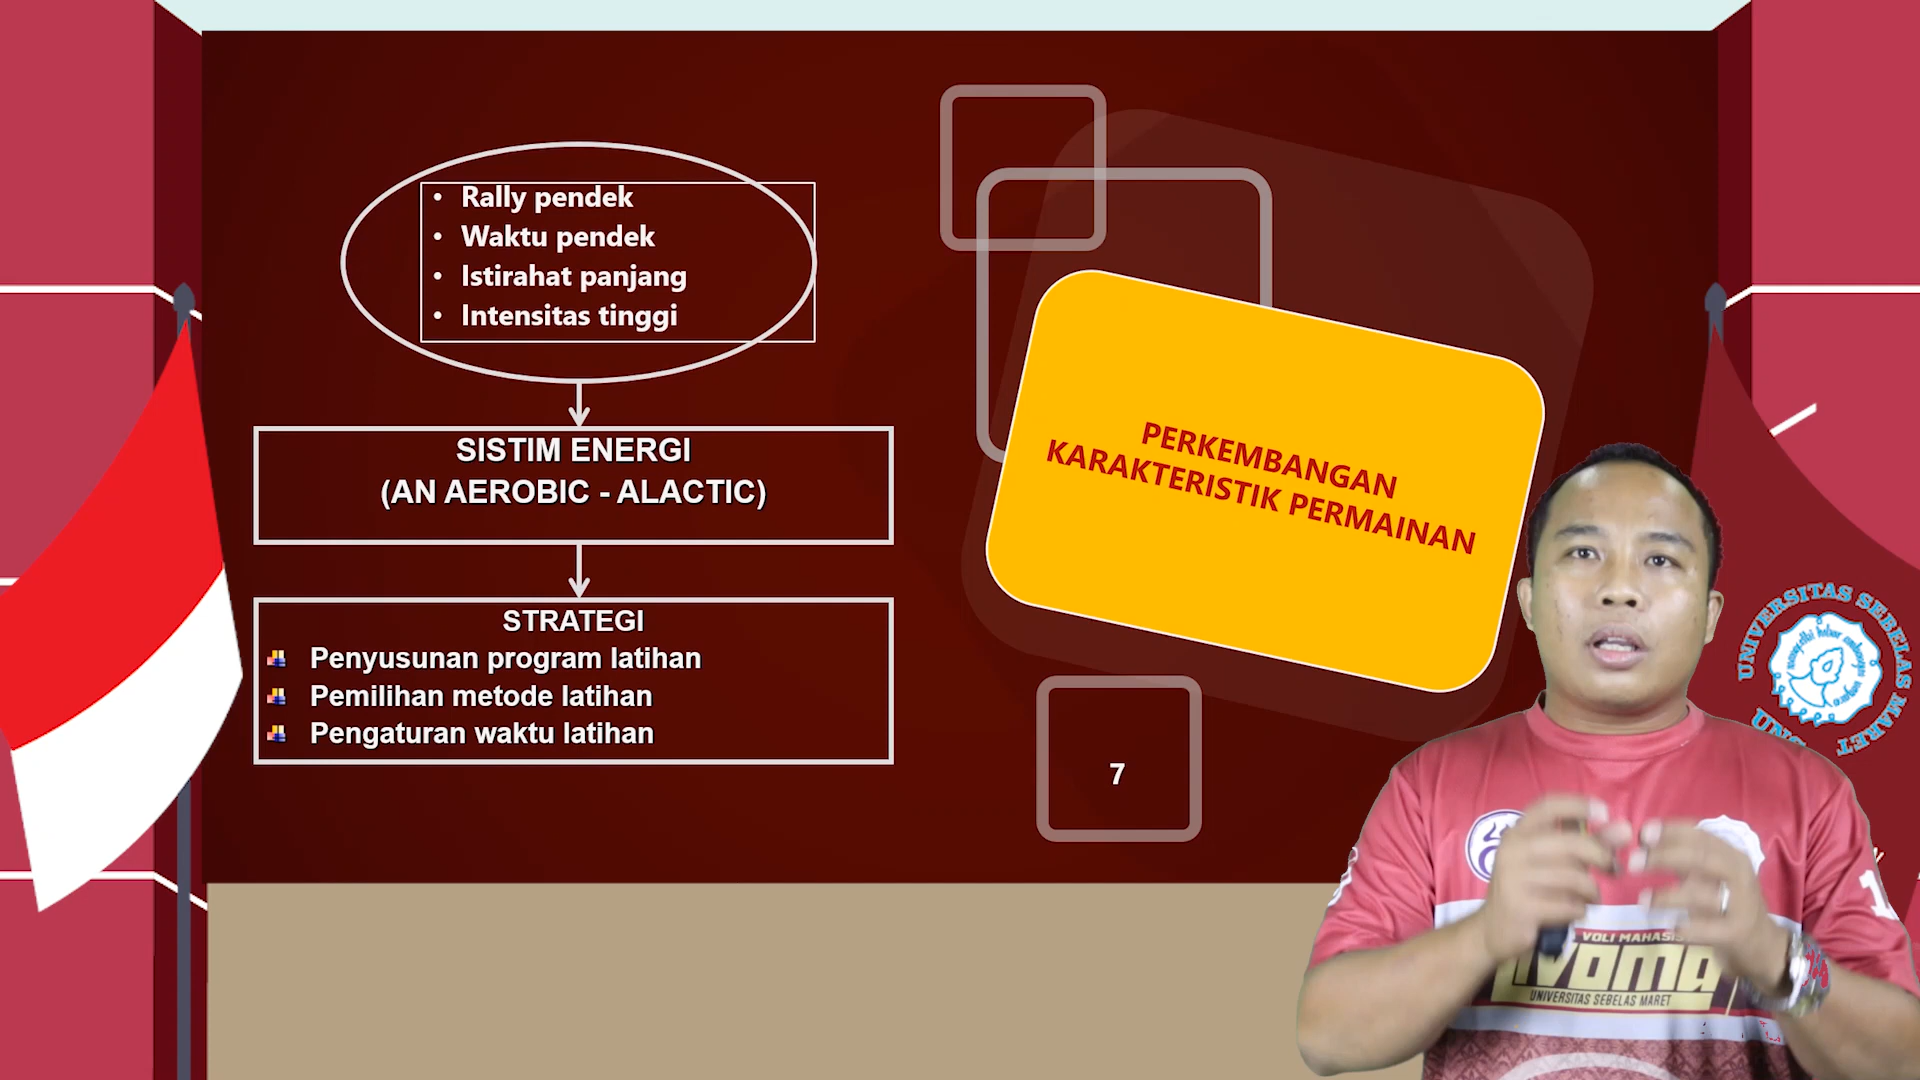 • Rally pendek
• Waktu pendek
• Istirahat panjang
• Intensitas tinggi
SISTIM ENERGI
(AN AEROBIC - ALACTIC)
STRATEGI
Penyusunan program latihan
Pemilihan metode latihan
Pengaturan waktu latihan
PERKEMBANGAN
KARAKTERISTIK PERMAINAN
7
UNIVERSITAS SEBELAS MARET
VOLI MAHASIS
UNIVERSITAS SEBELAS MARET